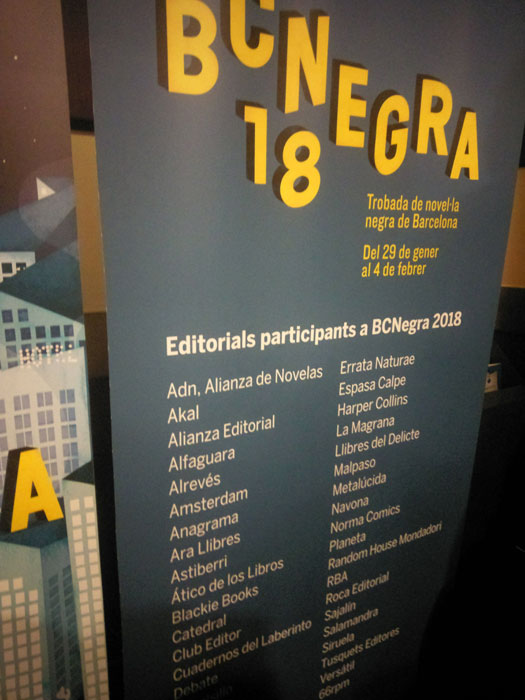 BCNEGRA
18
Trobada de novel·la
negra de Barcelona
Del 29 de gener
al 4 de febrer
Editorials participants a BCNegra 2018
Adn, Alianza de Novelas
Akal
Alianza Editorial
Alfaguara
Alrevés
Amsterdam
Anagrama
Ara Llibres
Astiberri
Ático de los Libros
Blackie Books
Catedral
Club Editor
Cuadernos del Laberinto
Debate
Errata Naturae
Espasa Calpe
Harper Collins
La Magrana
Llibres del Delicte
Malpaso
Metalúcida
Navona
Norma Comics
Planeta
Random House Mondadori
RBA
Roca Editorial
Sajalín
Salamandra
Siruela
Tusquets Editores
Versátil
66rpm
HOTEL
A